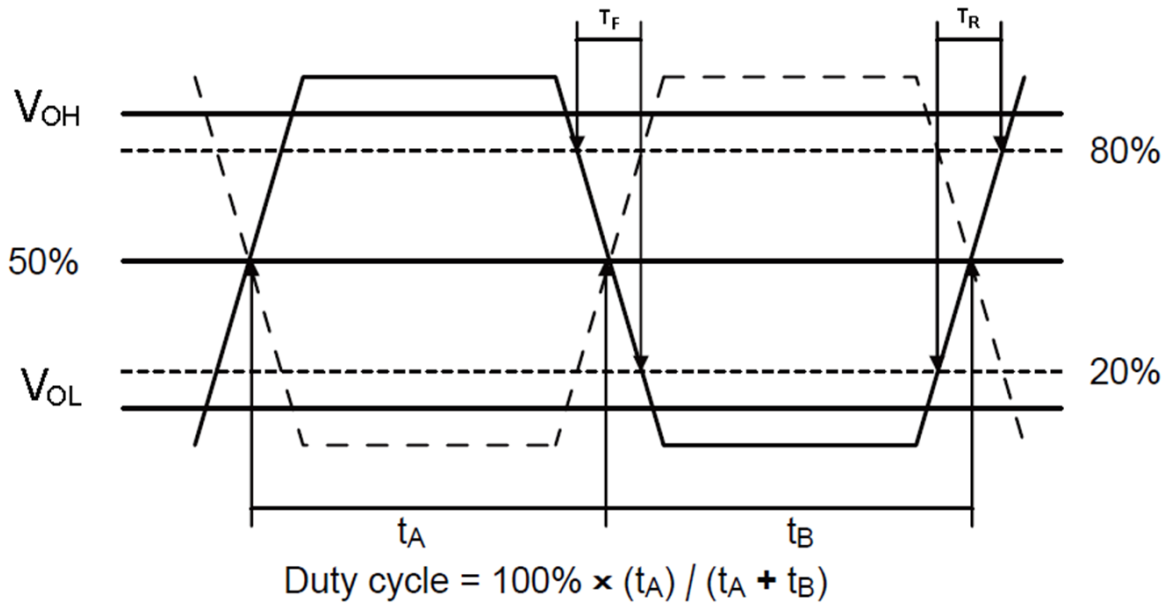 T_F T_R
V_OH
80%
50%
20%
V_OL
t_A t_B
Duty cycle = 100% × (t_A) / (t_A + t_B)